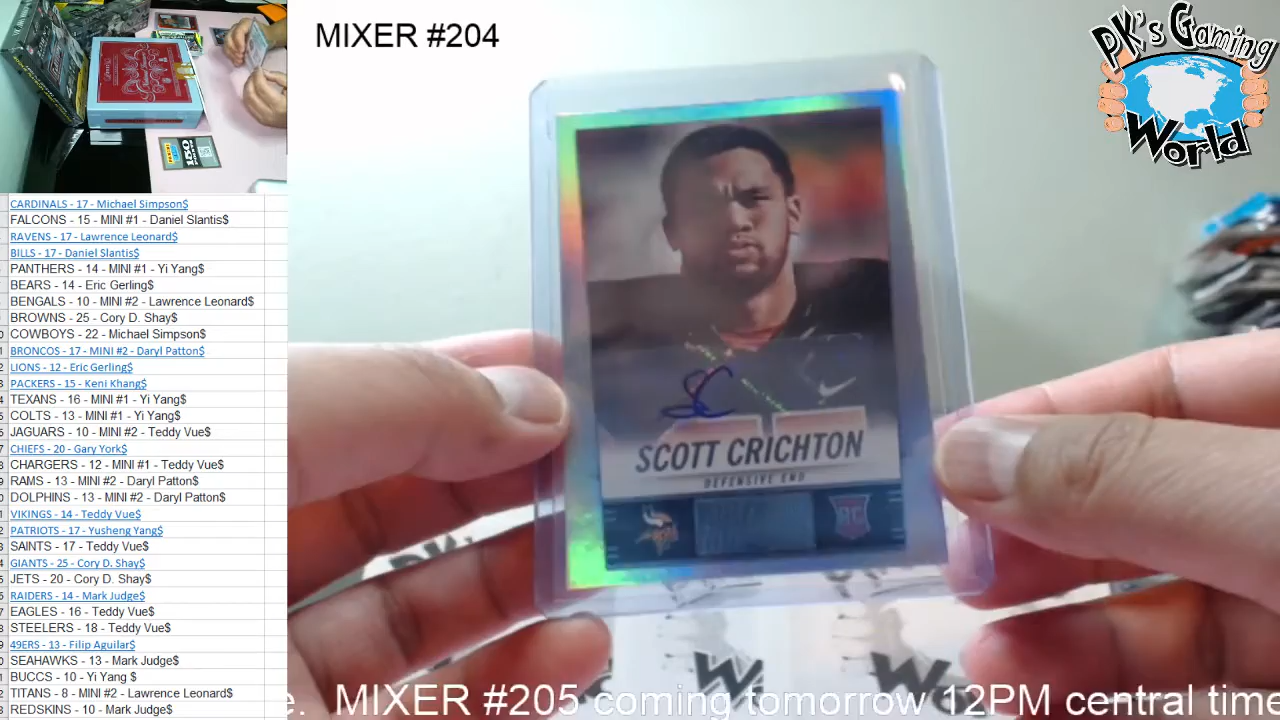 MIXER #204
PK's Gaming
World
150
CARDINALS - 17 - Michael Simpson$
FALCONS - 15 - MINI #1 - Daniel Slantis$
RAVENS - 17 - Lawrence Leonard$
BILLS - 17 - Daniel Slantis$
PANTHERS - 14 - MINI #1 - Yi Yang$
BEARS - 14 - Eric Gerling$
BENGALS - 10 - MINI #2 - Lawrence Leonard$
BROWNS - 25 - Cory D. Shay$
COWBOYS - 22 - Michael Simpson$
BRONCOS - 17 - MINI #2 - Daryl Patton$
LIONS - 12 - Eric Gerling$
PACKERS - 15 - Keni Khang$
TEXANS - 16 - MINI #1 - Yi Yang$
COLTS - 13 - MINI #1 - Yi Yang$
JAGUARS - 10 - MINI #2 - Teddy Vue$
CHIEFS - 20 - Gary York$
CHARGERS - 12 - MINI #1 - Teddy Vue$
RAMS - 13 - MINI #2 - Daryl Patton$
DOLPHINS - 13 - MINI #2 - Daryl Patton$
VIKINGS - 14 - Teddy Vue$
PATRIOTS - 17 - Yusheng Yang$
SAINTS - 17 - Teddy Vue$
GIANTS - 25 - Cory D. Shay$
JETS - 20 - Cory D. Shay$
RAIDERS - 14 - Mark Judge$
EAGLES - 16 - Teddy Vue$
STEELERS - 18 - Teddy Vue$
49ERS - 13 - Filip Aguilar$
SEAHAWKS - 13 - Mark Judge$
BUCCS - 10 - Yi Yang $
TITANS - 8 - MINI #2 - Lawrence Leonard$
REDSKINS - 10 - Mark Judge$
SC
SCOTT CRICHTON
DEFENSIVE END
RC
e. MIXER #205 coming tomorrow 12PM central time